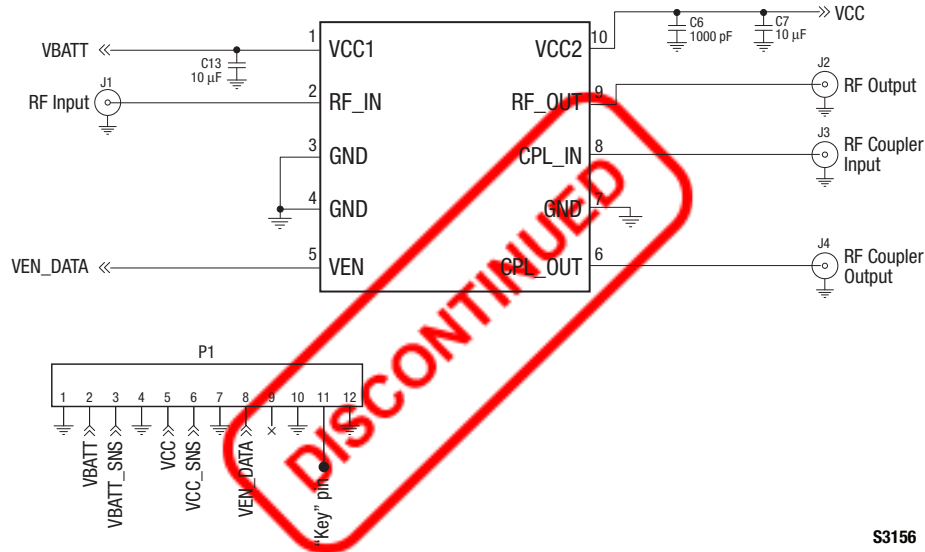 VBATT
1
VCC1
C13
10 μF
J1
RF Input
2
RF_IN
3
GND
4
GND
5
VEN
VEN_DATA
10
VCC2
C6
1000 pF
C7
10 μF
VCC
9
RF_OUT
J2
RF Output
8
CPL_IN
J3
RF Coupler
Input
7
GND
6
CPL_OUT
J4
RF Coupler
Output
DISCONTINUED
P1
1 2 3 4 5 6 7 8 9 10 11 12
VBATT
VBATT_SNS
VCC
VCC_SNS
VEN_DATA
×
"Key" pin
S3156